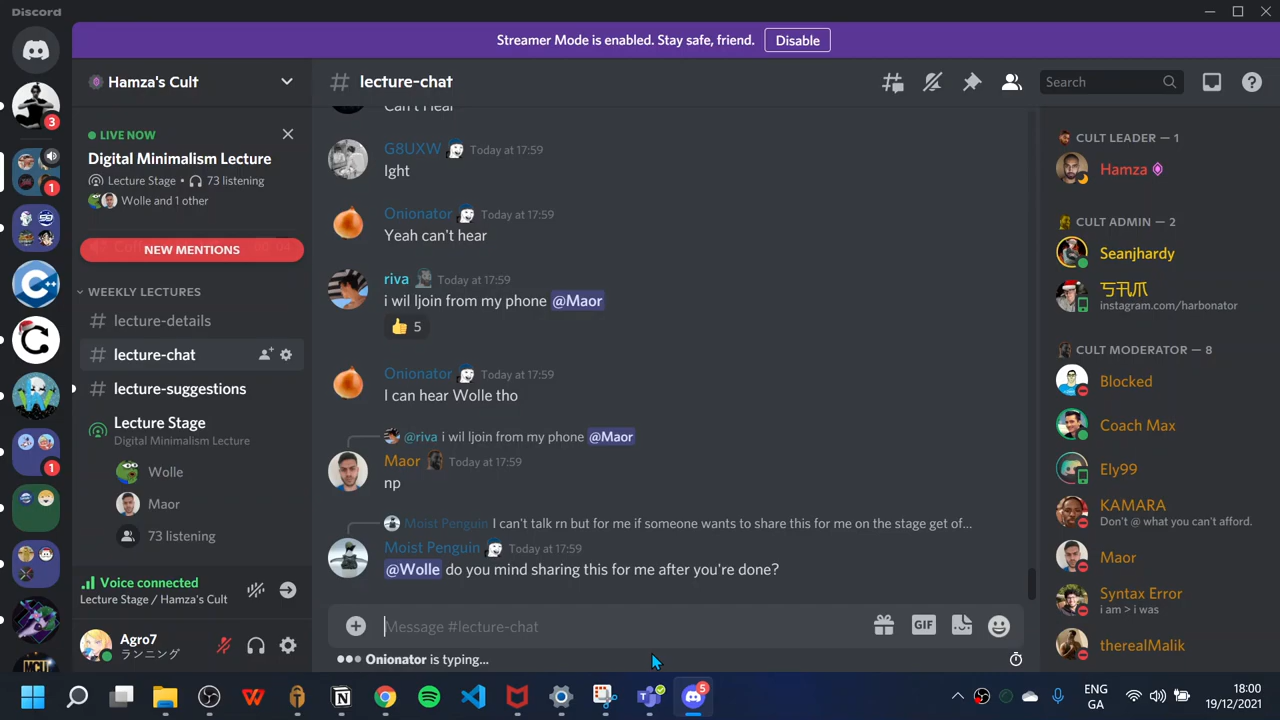 Discord
Streamer Mode is enabled. Stay safe, friend.
Disable
Hamza's Cult
LIVE NOW
Digital Minimalism Lecture
Lecture Stage • 73 listening
Wolle and 1 other
NEW MENTIONS
WEEKLY LECTURES
lecture-details
lecture-chat
lecture-suggestions
Lecture Stage
Digital Minimalism Lecture
Wolle
Maor
73 listening
Voice connected
Lecture Stage / Hamza's Cult
Agro7
ランニング
3
1
1
lecture-chat
Search
Can't Hear
G8UXW Today at 17:59
lght
Onionator Today at 17:59
Yeah can't hear
riva Today at 17:59
i wil ljoin from my phone @Maor
👍 5
Onionator Today at 17:59
I can hear Wolle tho
@riva i wil ljoin from my phone @Maor
Maor Today at 17:59
np
Moist Penguin I can't talk rn but for me if someone wants to share this for me on the stage get of...
Moist Penguin Today at 17:59
@Wolle do you mind sharing this for me after you're done?
Message #lecture-chat
GIF
Onionator is typing...
CULT LEADER — 1
Hamza
CULT ADMIN — 2
Seanjhardy
instagram.com/harbonator
CULT MODERATOR — 8
Blocked
Coach Max
Ely99
KAMARA
Don't @ what you can't afford.
Maor
Syntax Error
i am > i was
therealMalik
MCU
5
ENG
GA
18:00
19/12/2021